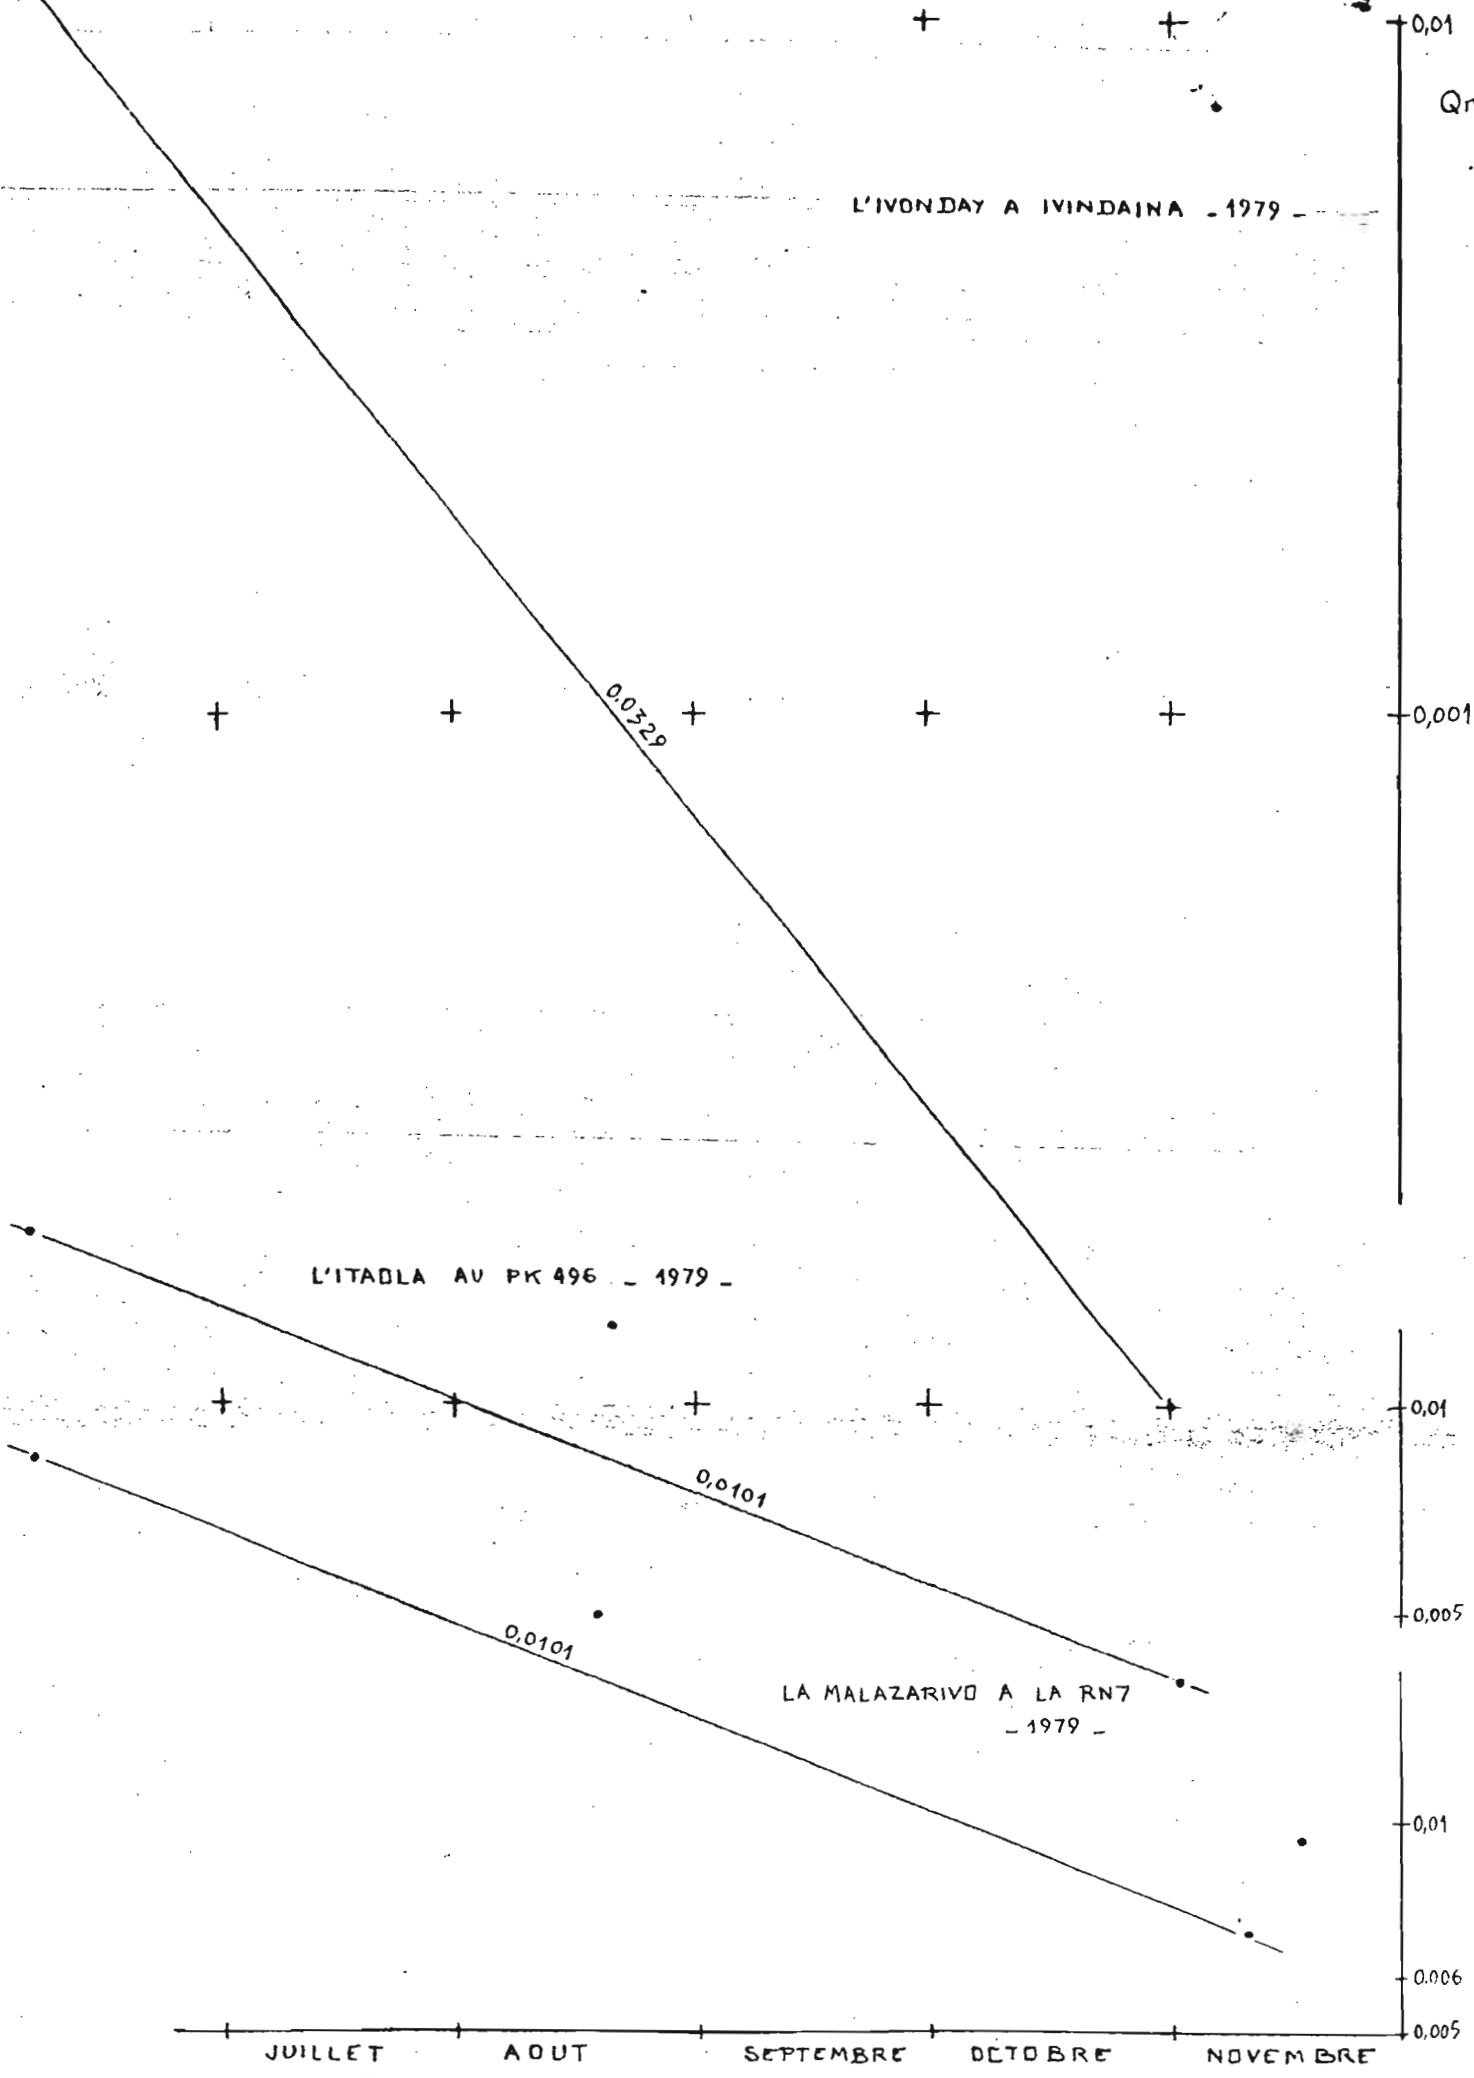 0,01
Qr
L'IVONDAY A IVINDAINA - 1979 -
0.0329
0,001
L'ITAOLA AU PK 496 - 1979 -
0,01
0,0101
0,005
0,0101
LA MALAZARIVO A LA RN7
- 1979 -
0,01
0.006
0,005
JUILLET AOUT SEPTEMBRE OCTOBRE NOVEMBRE